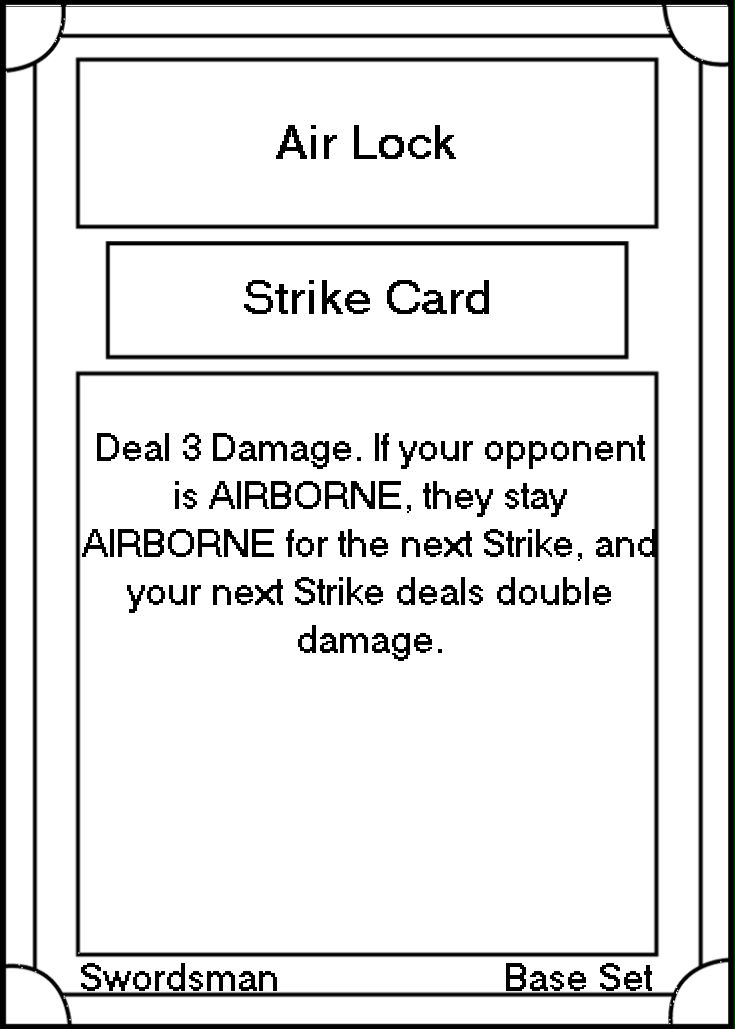 Air Lock
Strike Card
Deal 3 Damage. If your opponent
is AIRBORNE, they stay
AIRBORNE for the next Strike, and
your next Strike deals double
damage.
Swordsman
Base Set